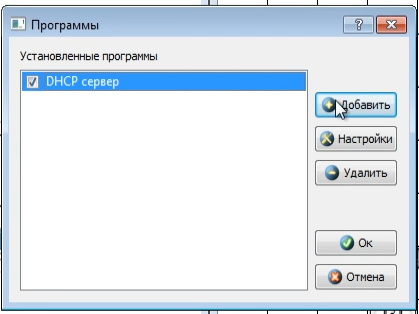 Программы
Установленные программы
DHCP сервер
Добавить
Настройки
Удалить
Ок
Отмена